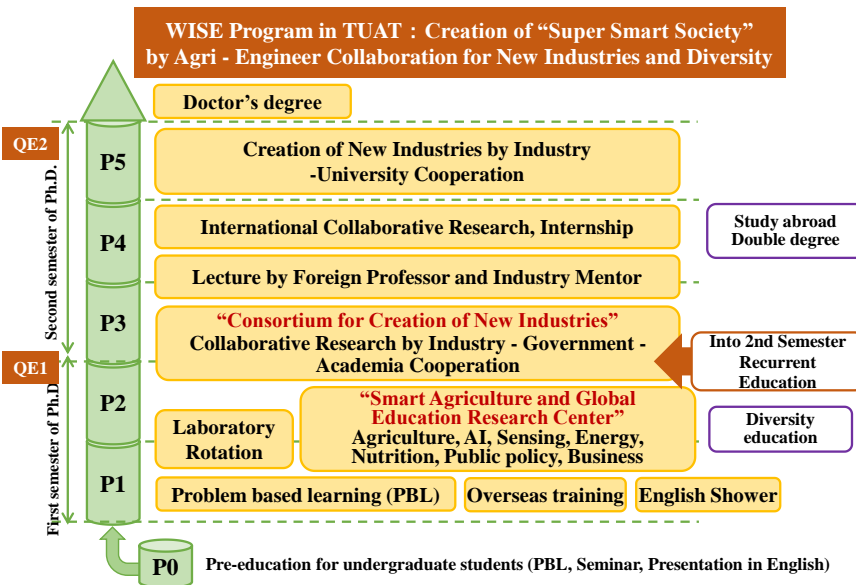 WISE Program in TUAT : Creation of “Super Smart Society”
by Agri - Engineer Collaboration for New Industries and Diversity
Doctor’s degree
QE2
P5
Creation of New Industries by Industry
-University Cooperation
Second semester of Ph.D.
P4
International Collaborative Research, Internship
Study abroad
Double degree
Lecture by Foreign Professor and Industry Mentor
P3
“Consortium for Creation of New Industries”
Collaborative Research by Industry - Government -
Academia Cooperation
Into 2nd Semester
Recurrent
Education
QE1
First semester of Ph.D
P2
Laboratory
Rotation
“Smart Agriculture and Global
Education Research Center”
Agriculture, AI, Sensing, Energy,
Nutrition, Public policy, Business
Diversity
education
P1
Problem based learning (PBL)
Overseas training
English Shower
P0
Pre-education for undergraduate students (PBL, Seminar, Presentation in English)